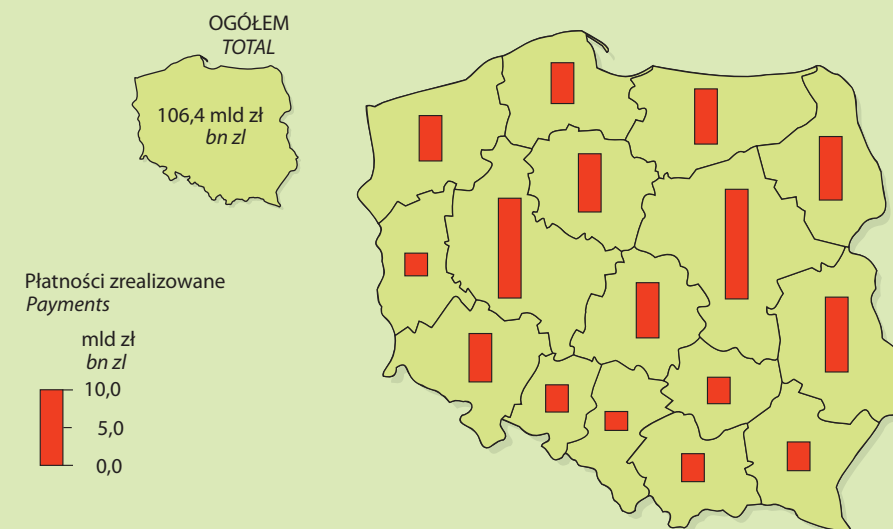 OGÓŁEM
TOTAL
106,4 mld zł
bn zl
Płatności zrealizowane
Payments
mld zł
bn zl
10,0
5,0
0,0